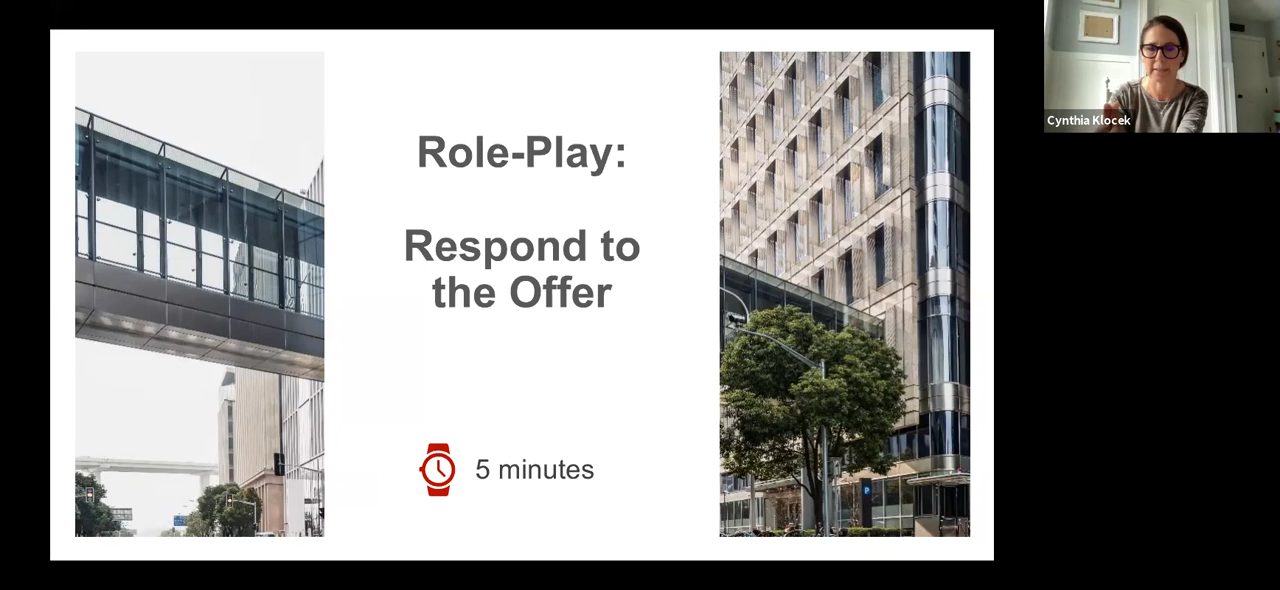 Role-Play:
Respond to
the Offer
5 minutes
Cynthia Klocek